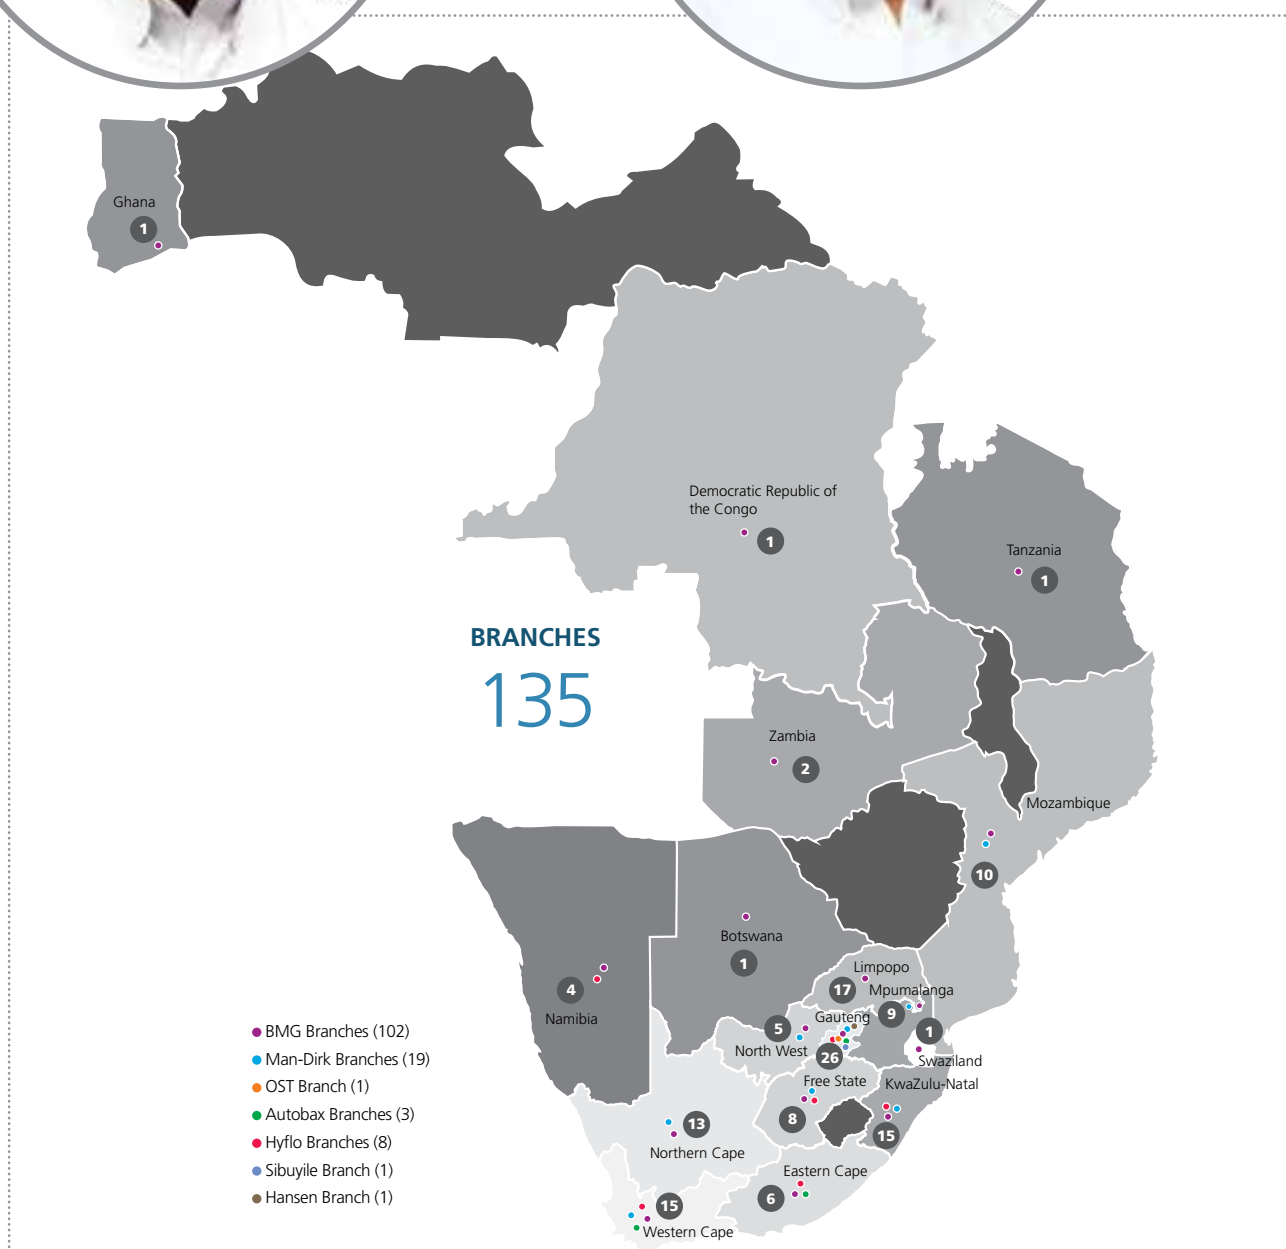 Ghana
1
Democratic Republic of
the Congo
1
Tanzania
1
BRANCHES
135
Zambia
2
Mozambique
10
Botswana
1
Limpopo
17
Mpumalanga
9
4
Namibia
Gauteng
5
North West
26
1
Swaziland
Free State
8
KwaZulu-Natal
15
13
Northern Cape
Eastern Cape
6
15
Western Cape
BMG Branches (102)
Man-Dirk Branches (19)
OST Branch (1)
Autobax Branches (3)
Hyflo Branches (8)
Sibuyile Branch (1)
Hansen Branch (1)